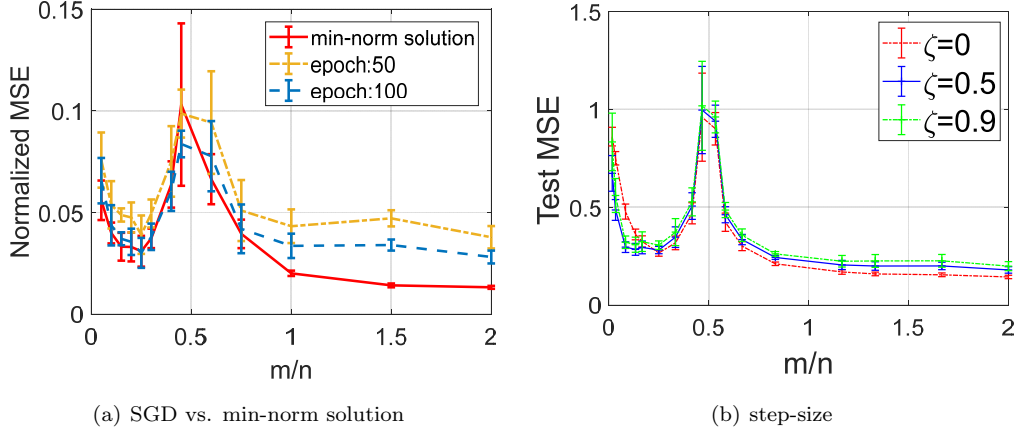 0.15
0.1
0.05
0
Normalized MSE
min-norm solution
epoch:50
epoch:100
0 0.5 1 1.5 2
m/n
(a) SGD vs. min-norm solution
1.5
1
0.5
0
Test MSE
ζ=0
ζ=0.5
ζ=0.9
0 0.5 1 1.5 2
m/n
(b) step-size